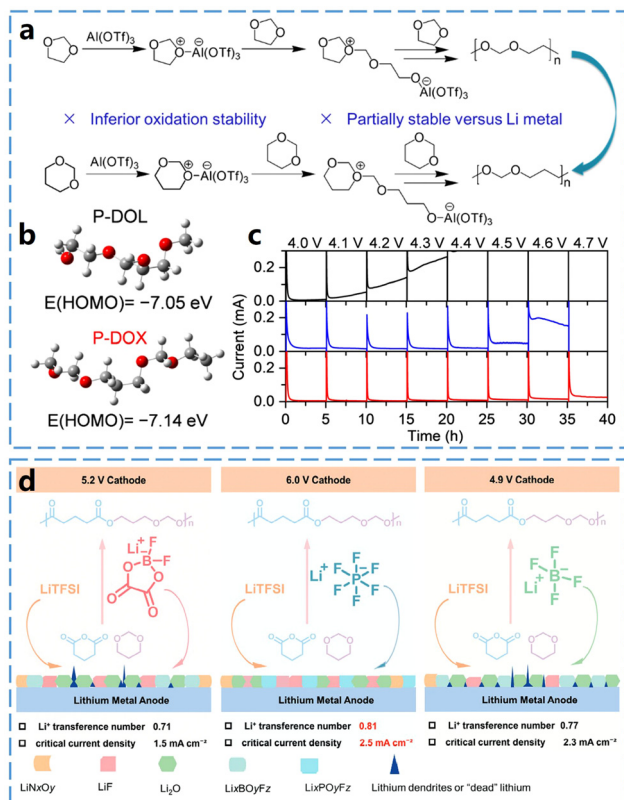 a
Al(OTf)₃
O–Al(OTf)₃
Al(OTf)₃
n
× Inferior oxidation stability
× Partially stable versus Li metal
Al(OTf)₃
O–Al(OTf)₃
O–Al(OTf)₃
n
b
P-DOL
E(HOMO)= −7.05 eV
P-DOX
E(HOMO)= −7.14 eV
c
4.0 V 4.1 V 4.2 V 4.3 V 4.4 V 4.5 V 4.6 V 4.7 V
Current (mA)
0.2
0.0
0.2
0.0
0.2
0.0
0 5 10 15 20 25 30 35 40
Time (h)
d
5.2 V Cathode
6.0 V Cathode
4.9 V Cathode
LiTFSI
LiTFSI
LiTFSI
Lithium Metal Anode
Lithium Metal Anode
Lithium Metal Anode
Li⁺ transference number 0.71
critical current density 1.5 mA cm⁻²
Li⁺ transference number 0.81
critical current density 2.5 mA cm⁻²
Li⁺ transference number 0.77
critical current density 2.3 mA cm⁻²
LiNxOy
LiF
Li₂O
LixBOyFz
LixPOyFz
Lithium dendrites or "dead" lithium